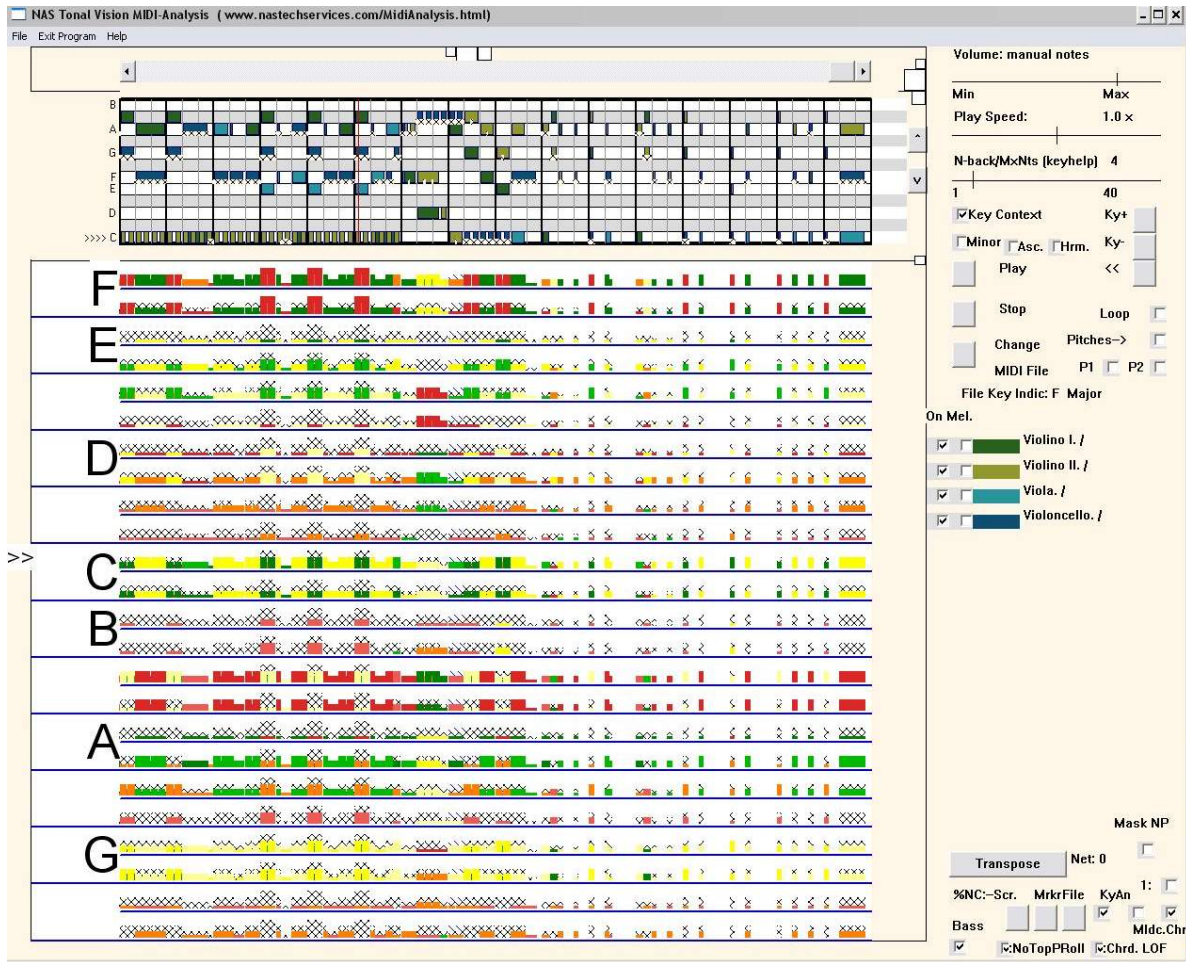 NAS Tonal Vision MIDI-Analysis ( www.nastechservices.com/MidiAnalysis.html)
File Exit Program Help
Volume: manual notes
Min Max
Play Speed: 1.0 x
N-back/MxNts (keyhelp) 4
1 40
Key Context Ky+
Minor Asc. Hrm. Ky-
Play <<
Stop Loop
Change Pitches->
MIDI File P1 P2
File Key Indic: F Major
On Mel.
Violino I. /
Violino II. /
Viola. /
Violoncello. /
B
A
G
F
E
D
>>>> C
F
E
D
>>
C
B
A
G
Mask NP
Transpose Net: 0
1:
%NC:-Scr. MrkrFile KyAn
Bass Mldc.Chr
:NoTopPRoll :Chrd. LOF